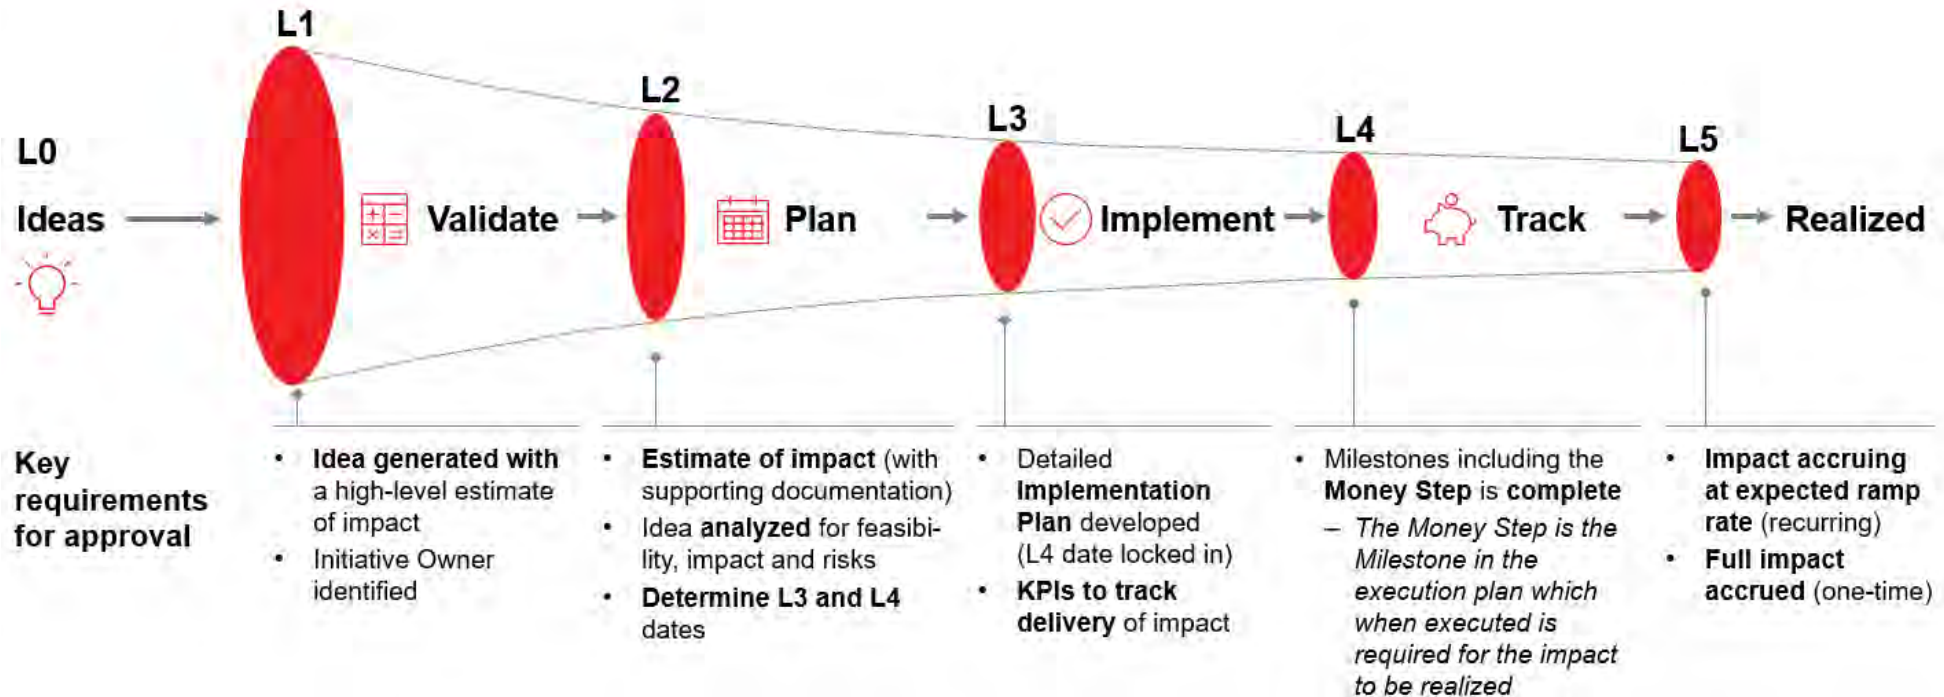 L1
L2
L3
L4
L5
L0
Ideas
Validate
Plan
Implement
Track
Realized
Key
requirements
for approval
• Idea generated with
a high-level estimate
of impact
• Initiative Owner
identified
• Estimate of impact (with
supporting documentation)
• Idea analyzed for feasibi-
lity, impact and risks
• Determine L3 and L4
dates
• Detailed
Implementation
Plan developed
(L4 date locked in)
• KPIs to track
delivery of impact
• Milestones including the
Money Step is complete
– The Money Step is the
Milestone in the
execution plan which
when executed is
required for the impact
to be realized
• Impact accruing
at expected ramp
rate (recurring)
• Full impact
accrued (one-time)